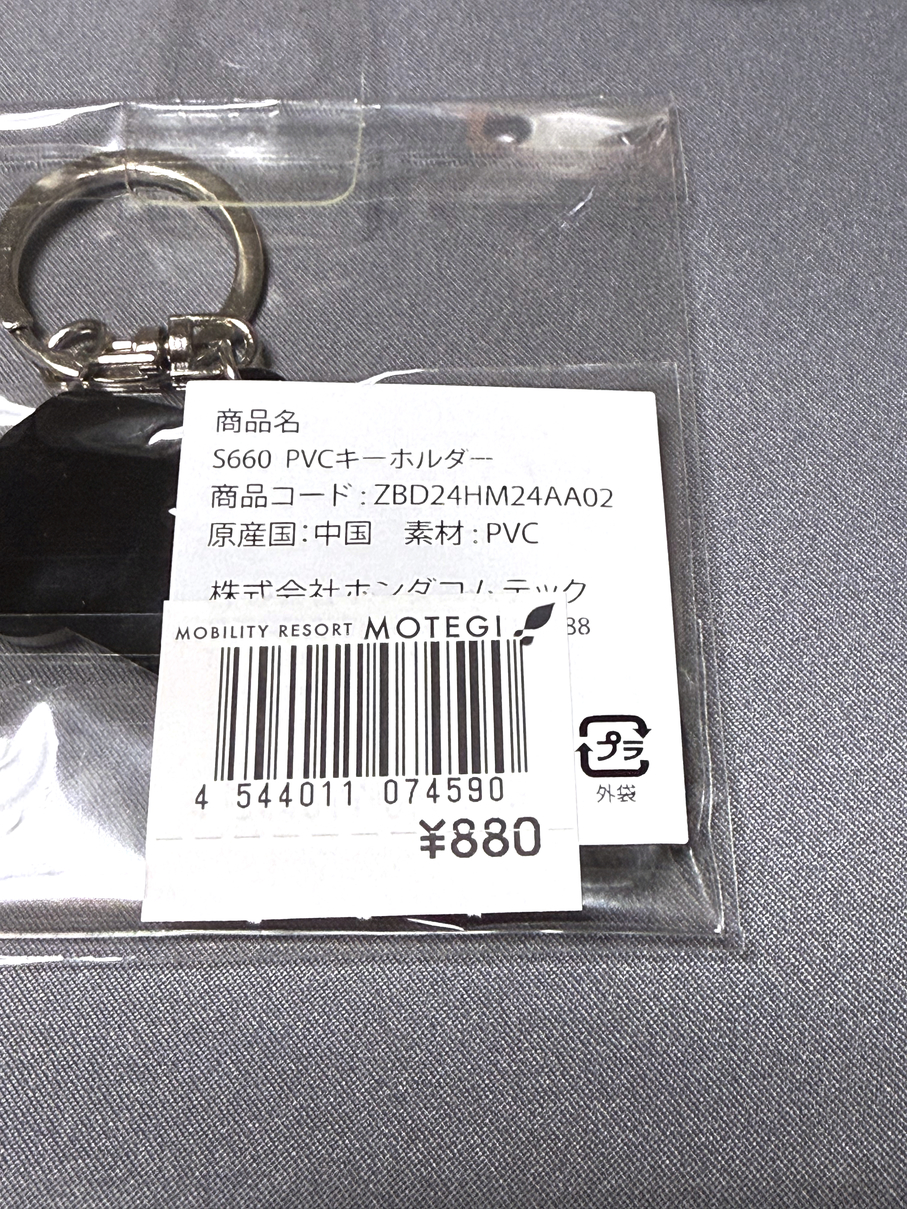 商品名
S660 PVCキーホルダー
商品コード:ZBD24HM24AA02
原産国:中国 素材:PVC
株式会社ホンダコムテック
88
MOBILITY RESORT MOTEGI
4 544011 074590
¥880
プラ
外袋